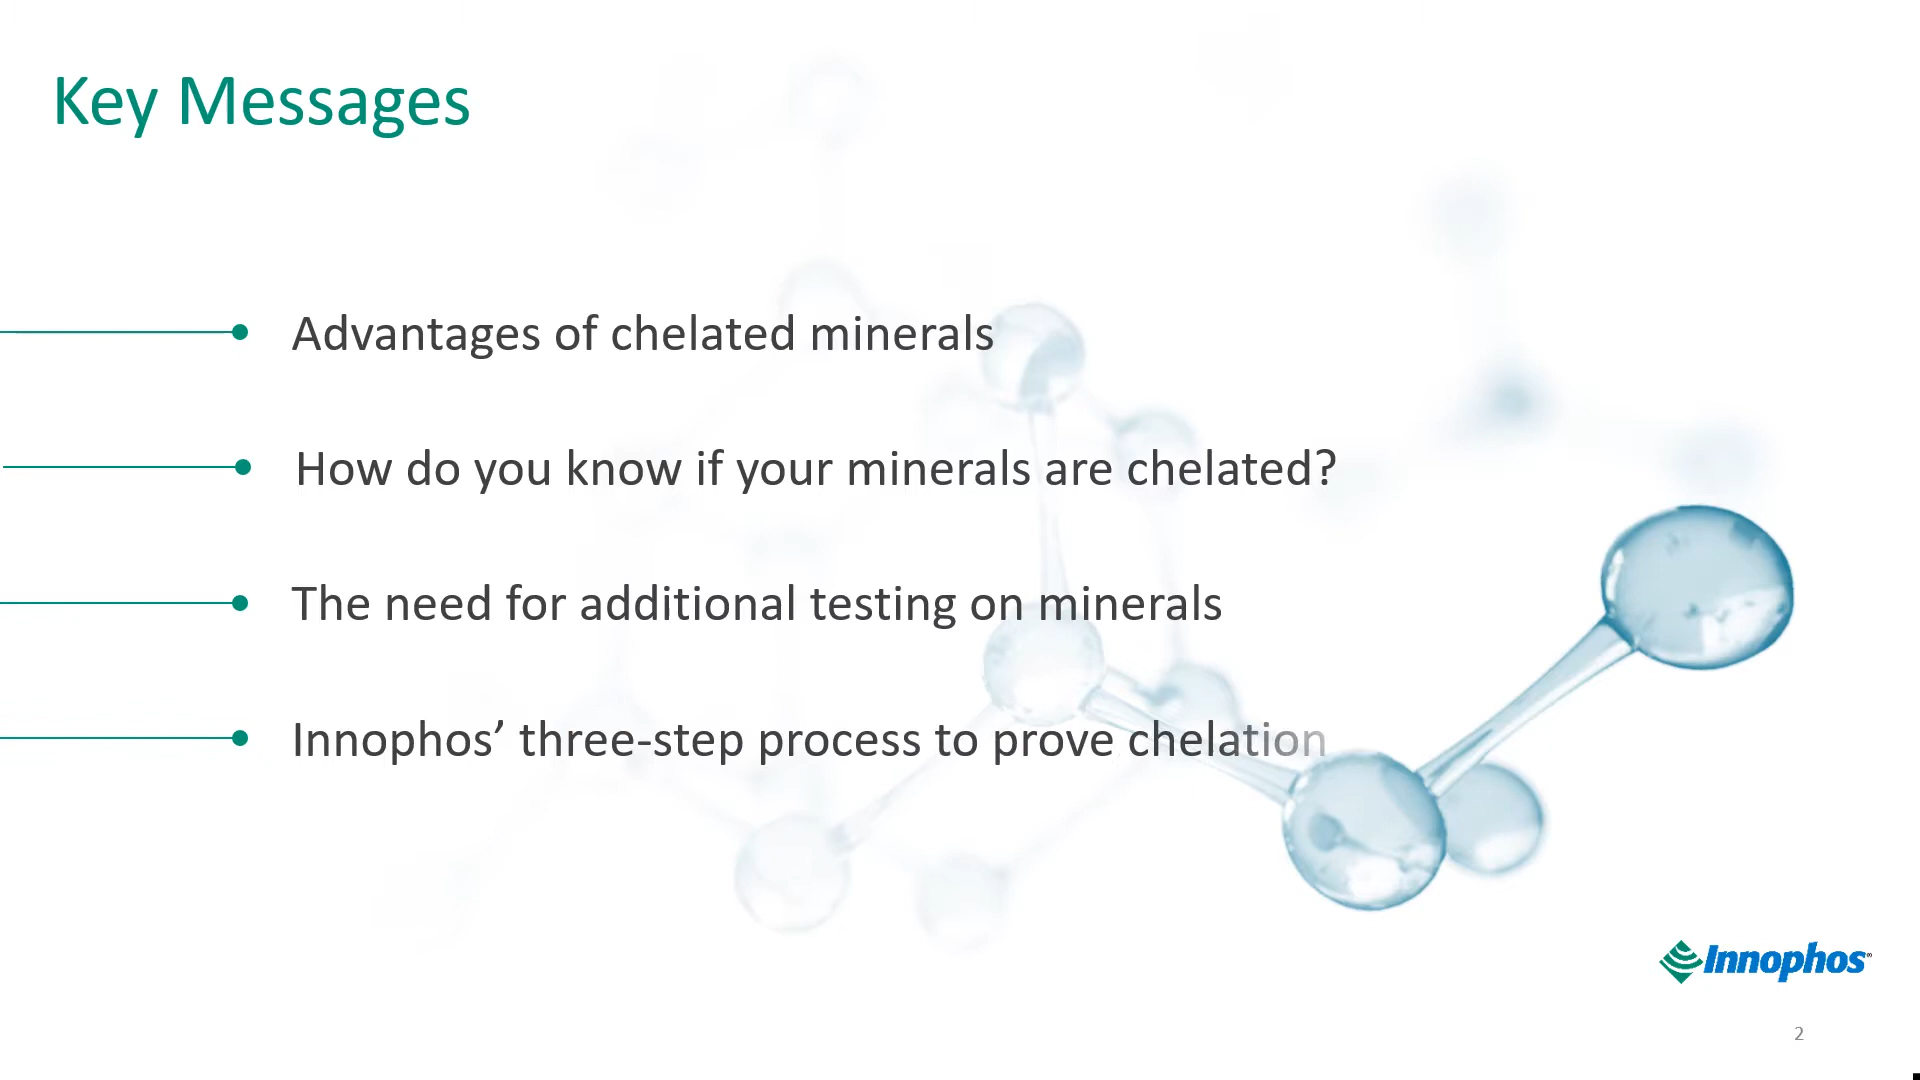 Key Messages
Advantages of chelated minerals
How do you know if your minerals are chelated?
The need for additional testing on minerals
Innophos’ three-step process to prove chelation
Innophos®
2